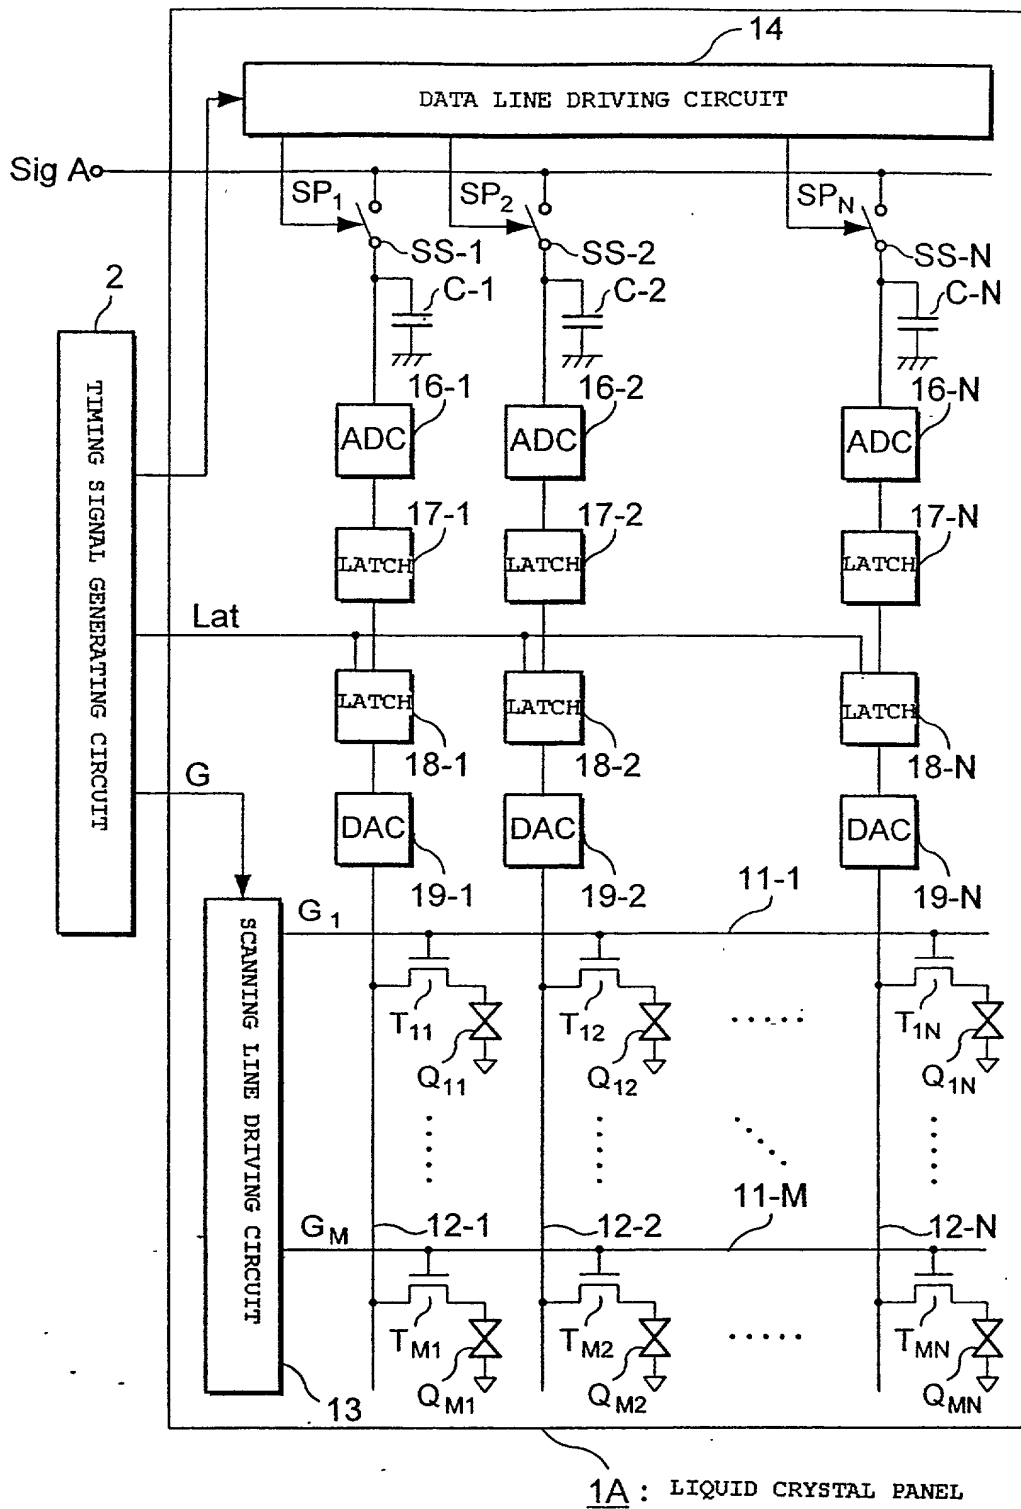 14
DATA LINE DRIVING CIRCUIT
Sig A
SP1 SP2 SPN
SS-1 SS-2 SS-N
2
C-1 C-2 C-N
TIMING SIGNAL GENERATING CIRCUIT
16-1 16-2 16-N
ADC ADC ADC
17-1 17-2 17-N
LATCH LATCH LATCH
Lat
LATCH LATCH LATCH
18-1 18-2 18-N
G
DAC DAC DAC
19-1 19-2 19-N
11-1
G1
SCANNING LINE DRIVING CIRCUIT
T11 T12 T1N
Q11 Q12 Q1N
11-M
GM
12-1 12-2 12-N
TM1 TM2 TMN
QM1 QM2 QMN
13
1A : LIQUID CRYSTAL PANEL